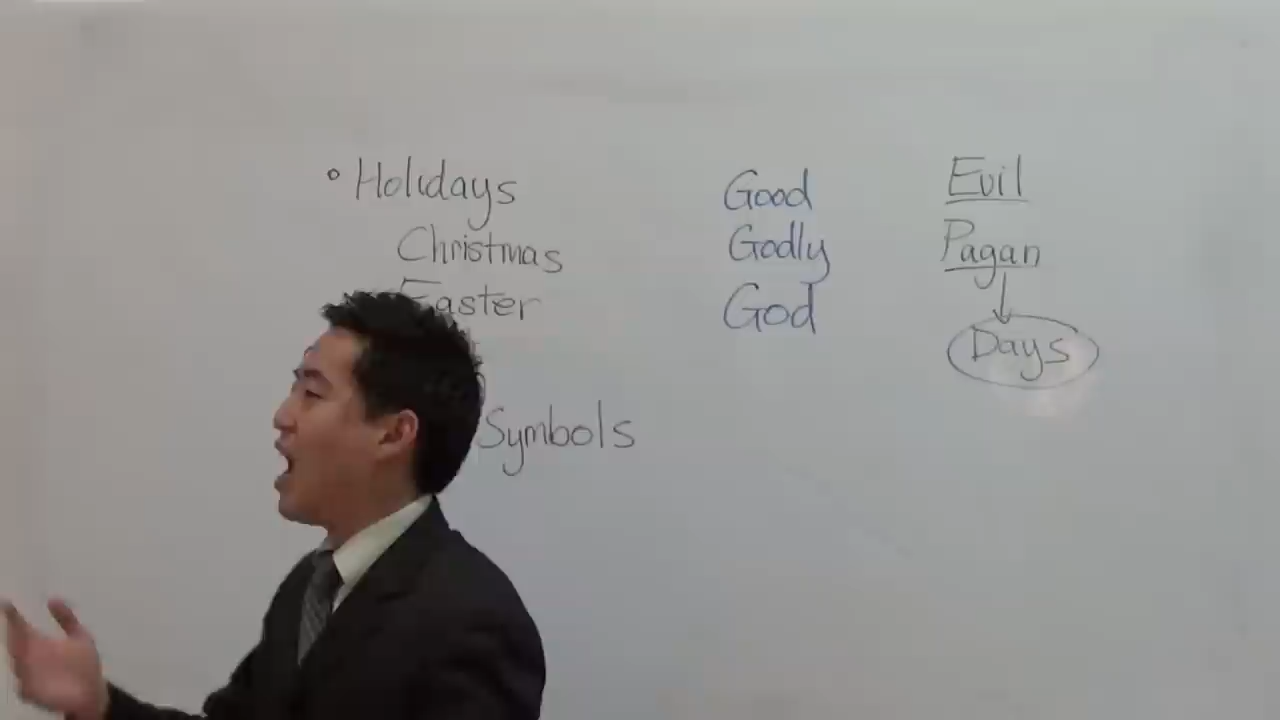 ° Holidays
Christmas
Easter
Symbols
Good
Godly
God
Evil
Pagan
Days